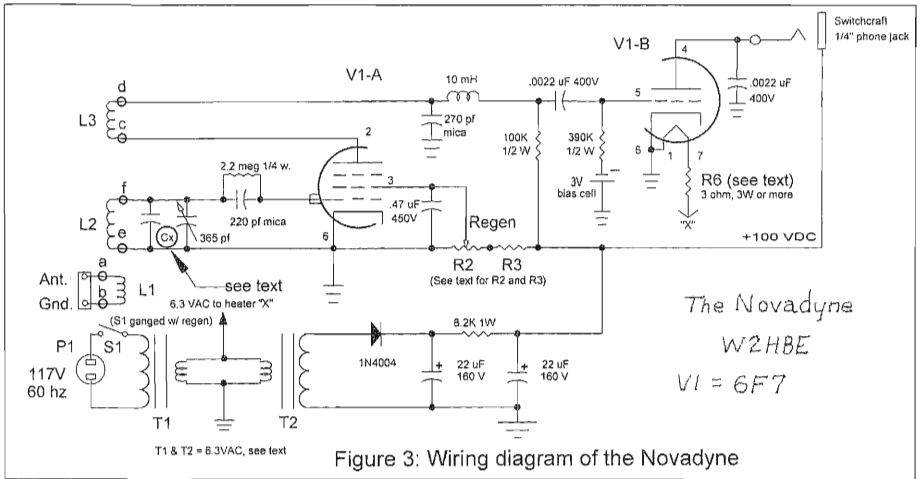 Switchcraft
1/4" phone jack
V1-B
4
V1-A
10 mH
.0022 uF 400V
.0022 uF
400V
5
d
L3
c
270 pf
mica
2
100K
1/2 W
390K
1/2 W
6
1
7
2.2 meg 1/4 w.
3
3V
bias cell
R6 (see text)
3 ohm, 3W or more
"X"
f
L2
e
Cx
365 pf
220 pf mica
.47 uF
450V
6
Regen
+100 VDC
R2
R3
(See text for R2 and R3)
a
Ant.
b
Gnd.
L1
see text
6.3 VAC to heater "X"
(S1 ganged w/ regen)
P1
S1
117V
60 hz
T1
T2
1N4004
8.2K 1W
+
22 uF
160 V
+
22 uF
160 V
The Novadyne
W2HBE
V1 = 6F7
T1 & T2 = 6.3VAC, see text
Figure 3: Wiring diagram of the Novadyne